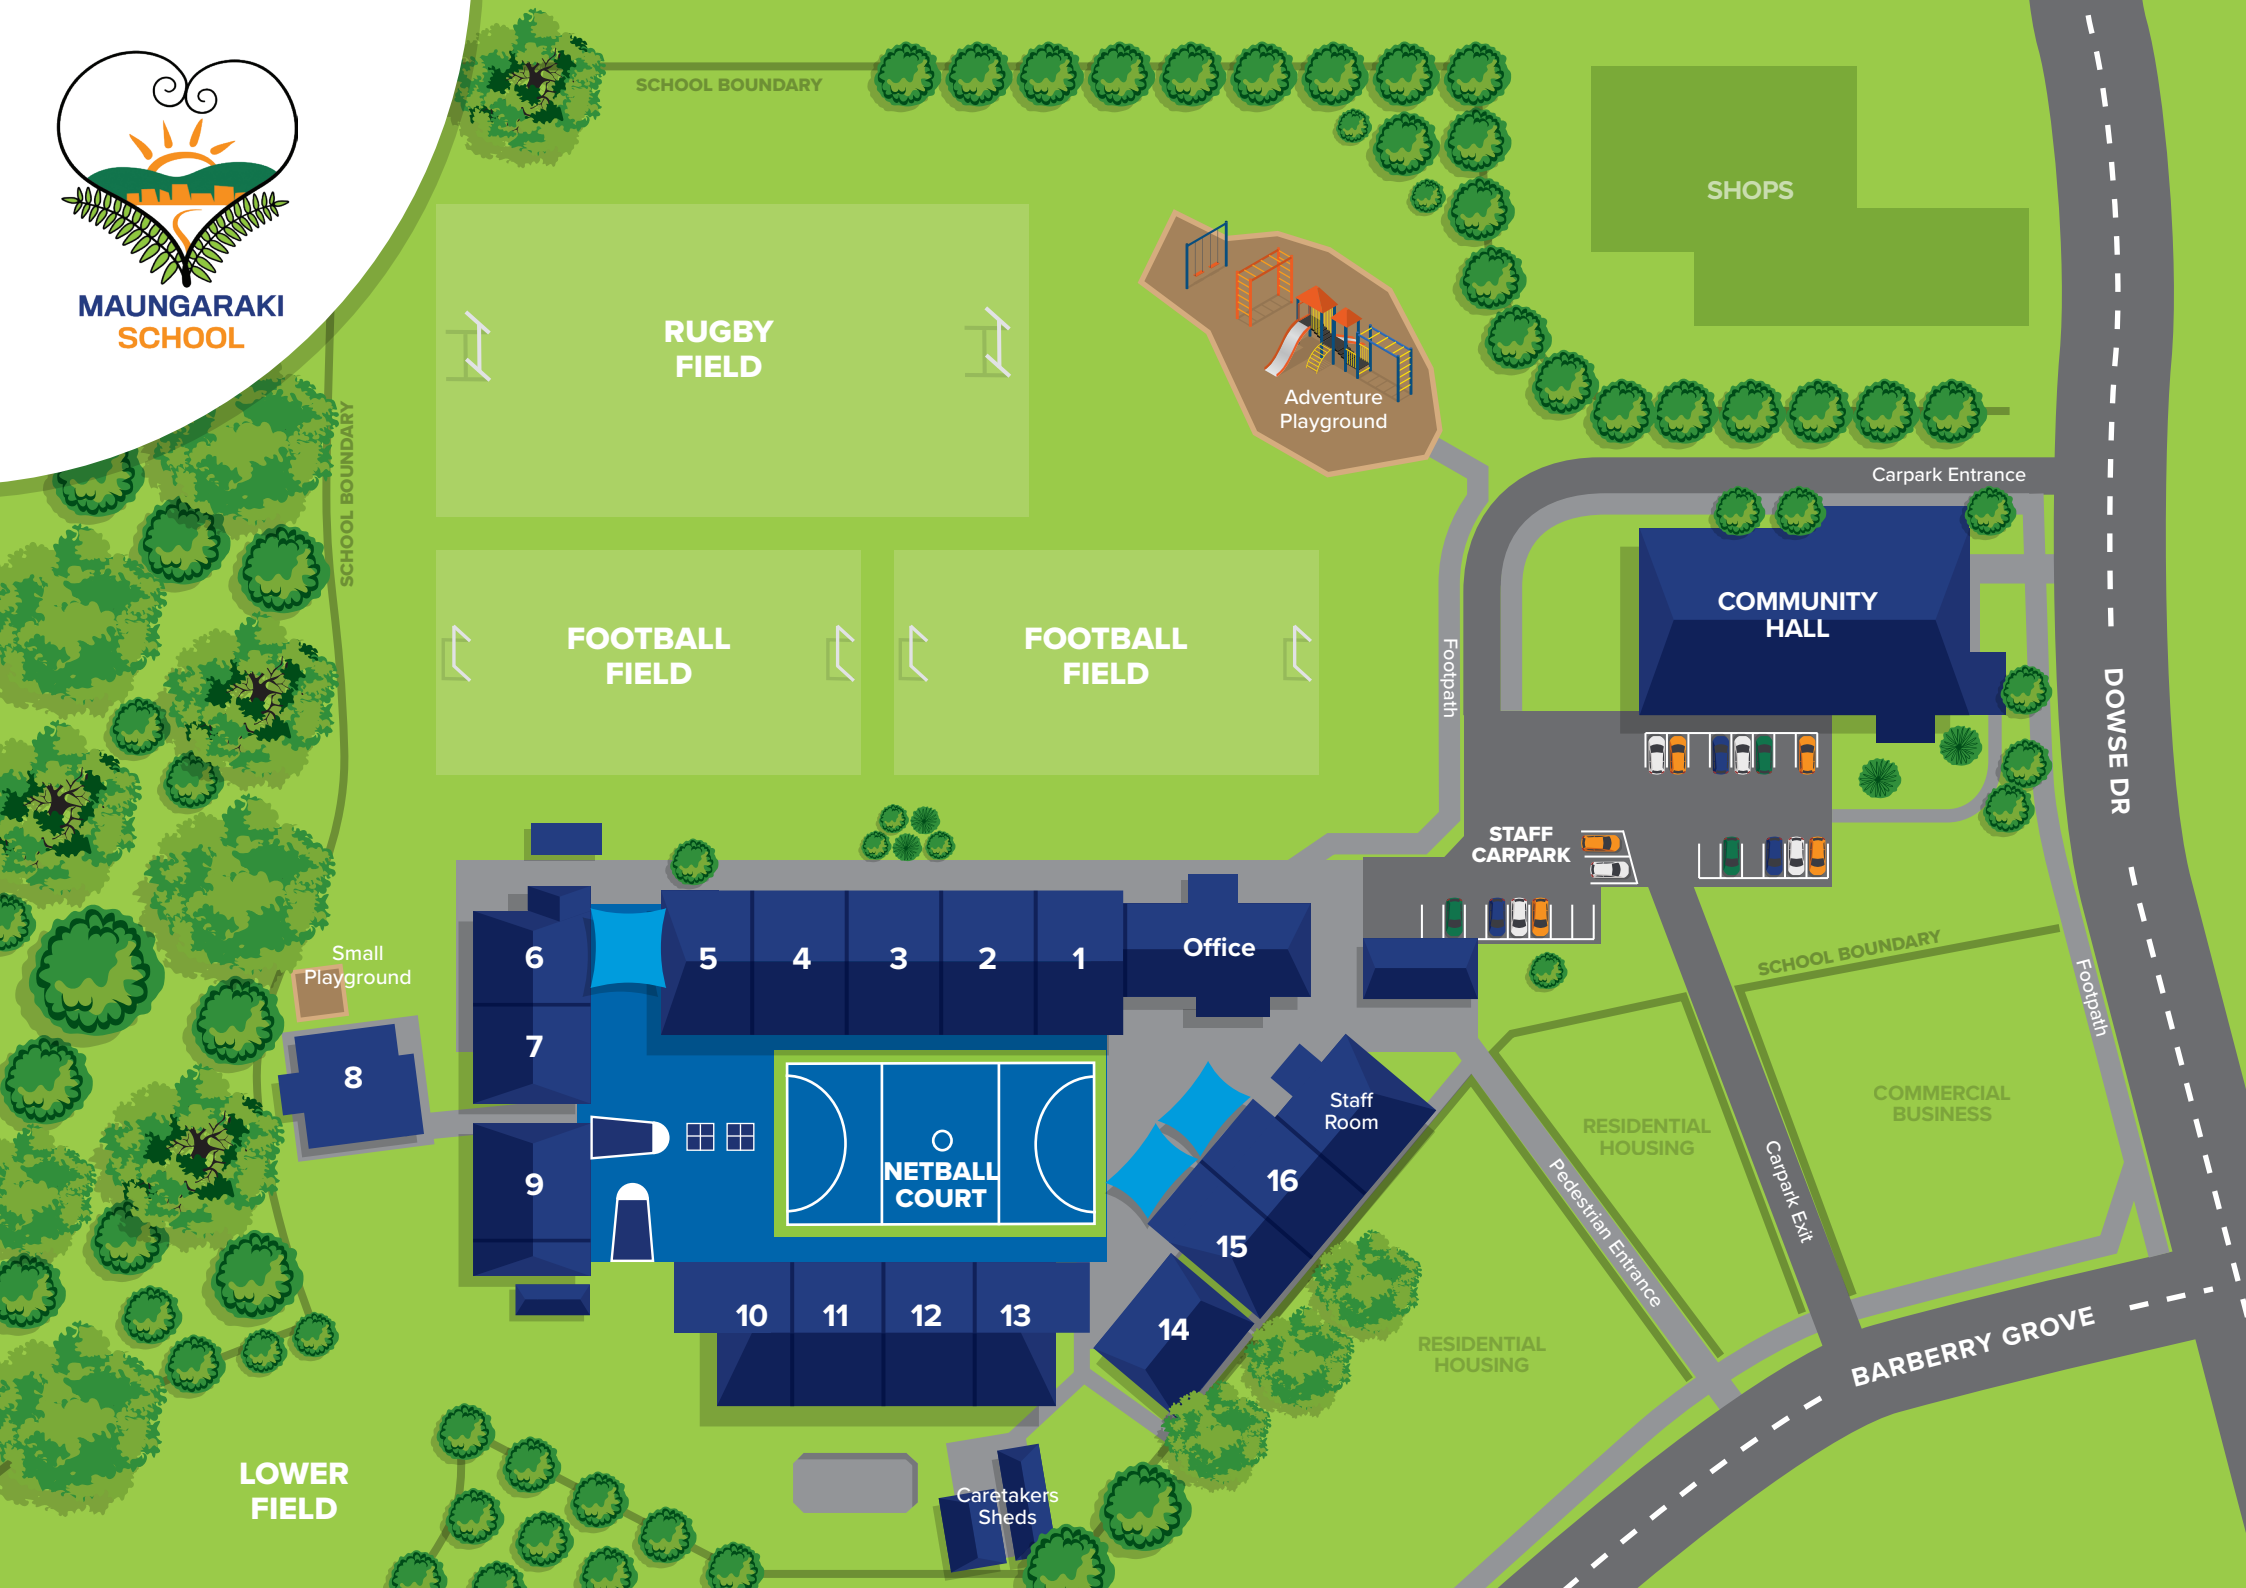 MAUNGARAKI
SCHOOL
SCHOOL BOUNDARY
SHOPS
RUGBY
FIELD
Adventure
Playground
SCHOOL BOUNDARY
Carpark Entrance
COMMUNITY
HALL
FOOTBALL
FIELD
FOOTBALL
FIELD
Footpath
DOWSE DR
STAFF
CARPARK
Small
Playground
6
5
4
3
2
1
Office
SCHOOL BOUNDARY
Footpath
7
8
9
NETBALL
COURT
Staff
Room
16
15
14
RESIDENTIAL
HOUSING
COMMERCIAL
BUSINESS
Pedestrian Entrance
Carpark Exit
10
11
12
13
RESIDENTIAL
HOUSING
BARBERRY GROVE
LOWER
FIELD
Caretakers
Sheds